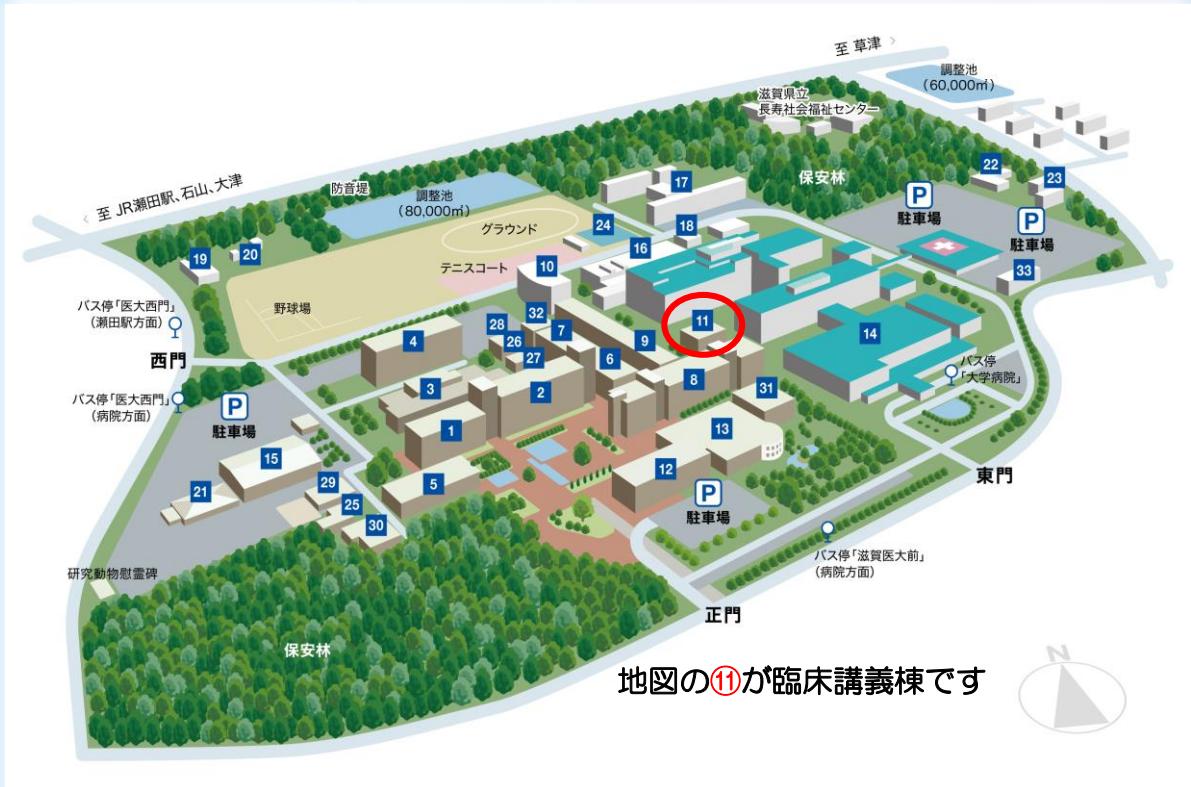 至 草津 >
調整池
(60,000㎡)
滋賀県立
長寿社会福祉センター
< 至 JR瀬田駅、石山、大津
防音堤
調整池
(80,000㎡)
保安林
22
23
17
P
駐車場
P
駐車場
グラウンド
24
18
16
19
20
テニスコート
10
33
バス停「医大西門」
(瀬田駅方面)
野球場
28
32
7
11
4
26
9
14
西門
27
6
バス停
「大学病院」
3
2
8
31
バス停「医大西門」
(病院方面)
P
駐車場
1
13
15
5
12
東門
21
29
P
駐車場
25
30
バス停「滋賀医大前」
(病院方面)
研究動物慰霊碑
正門
保安林
地図の⑪が臨床講義棟です
N